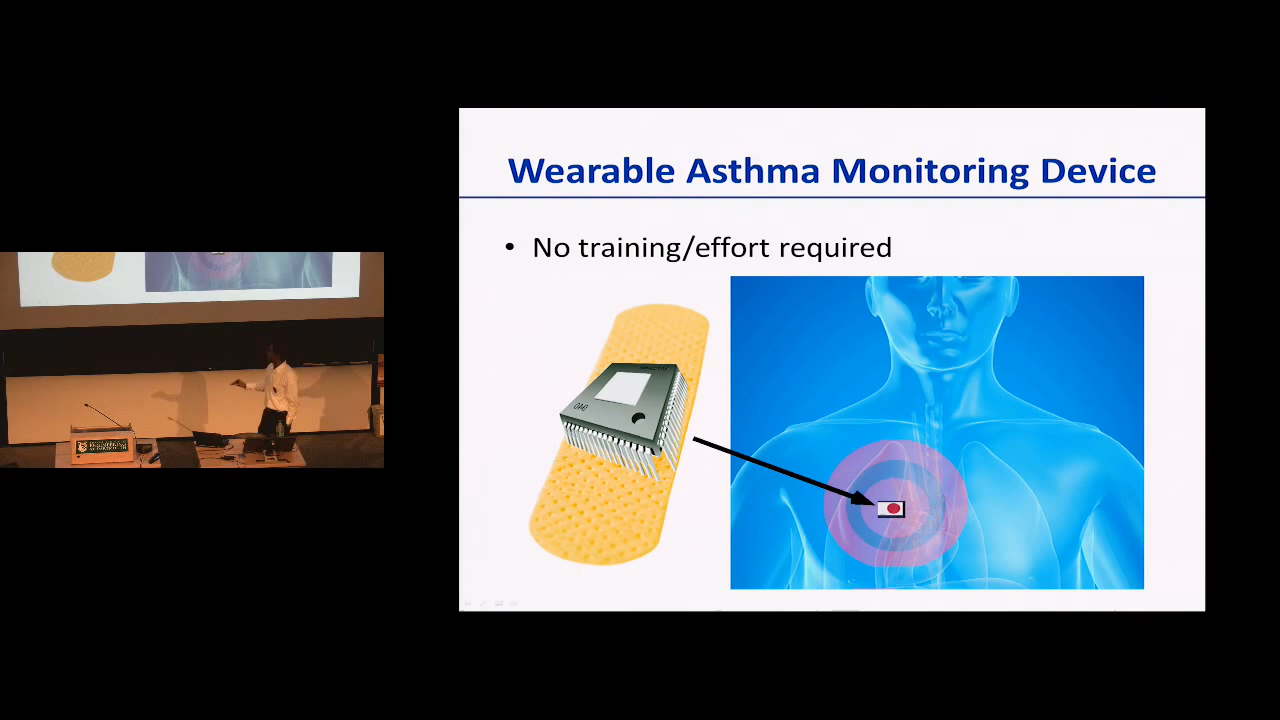 Wearable Asthma Monitoring Device
• No training/effort required